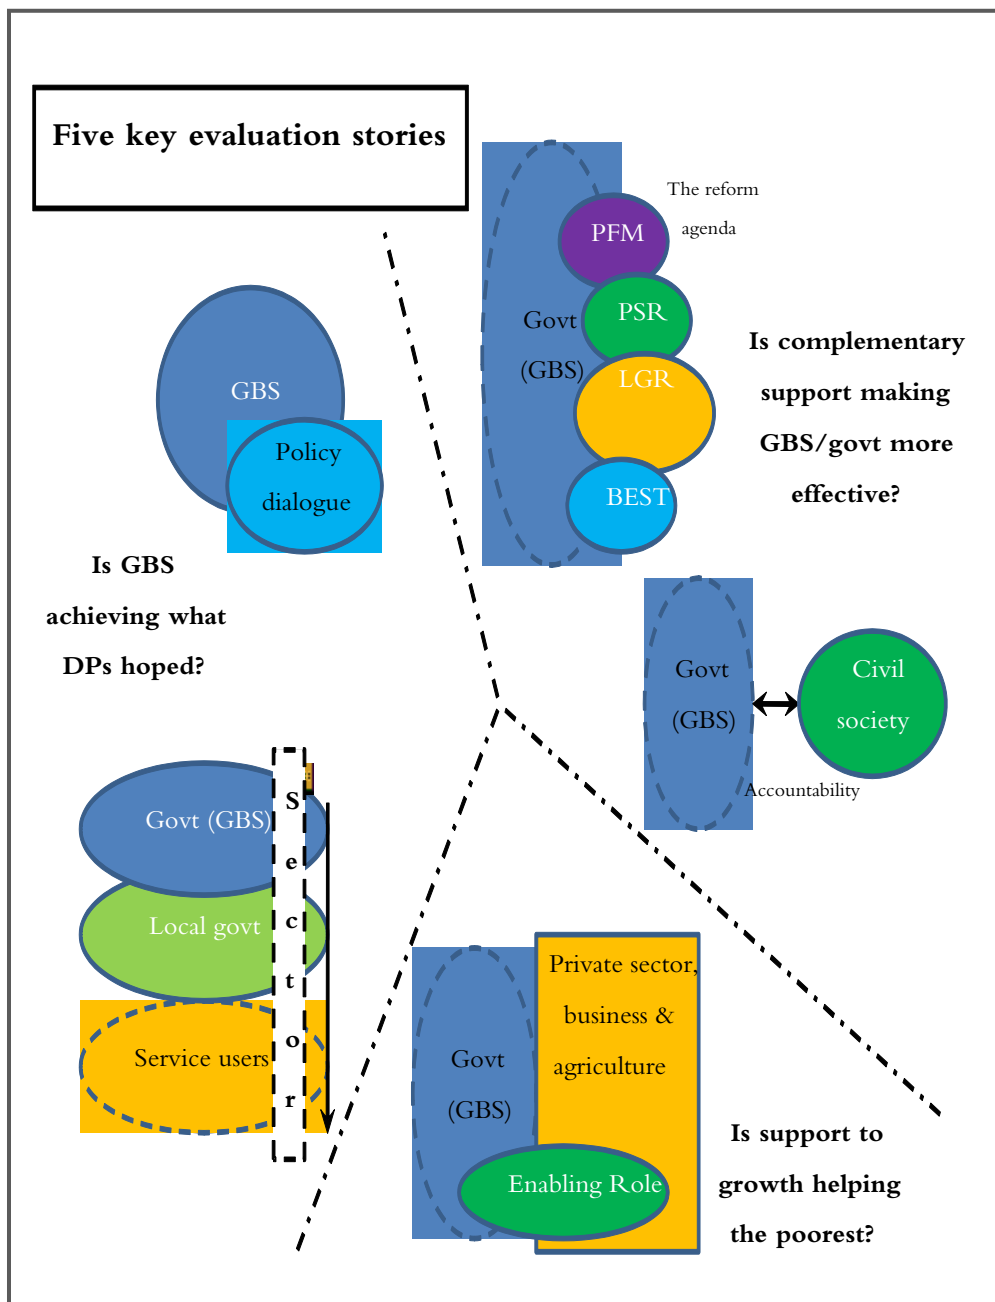 Five key evaluation stories
The reform
agenda
PFM
PSR
Govt
(GBS)
LGR
BEST
Is complementary
support making
GBS/govt more
effective?
GBS
Policy
dialogue
Is GBS
achieving what
DPs hoped?
Govt
(GBS)
Civil
society
Accountability
Govt (GBS)
Local govt
Service users
S
e
c
t
o
r
Private sector,
business &
agriculture
Govt
(GBS)
Enabling Role
Is support to
growth helping
the poorest?